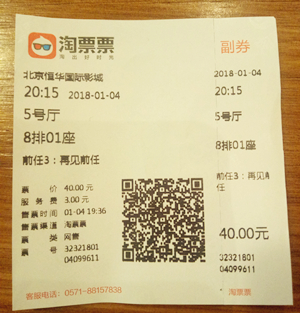 淘票票
淘出好时光
北京恒华国际影城
20:15 2018-01-04
5号厅
8排01座
前任3：再见前任
票 价 40.00元
服 务 费 3.00元
售票时间 01-04 19:36
售票渠道 淘票票
票 类 网售
票 号 32321801
04099611
客服电话：0571-88157838
副券
2018-01-04
20:15
5号厅
8排01座
前任3：再见前任
40.00元
32321801
04099611
淘票票